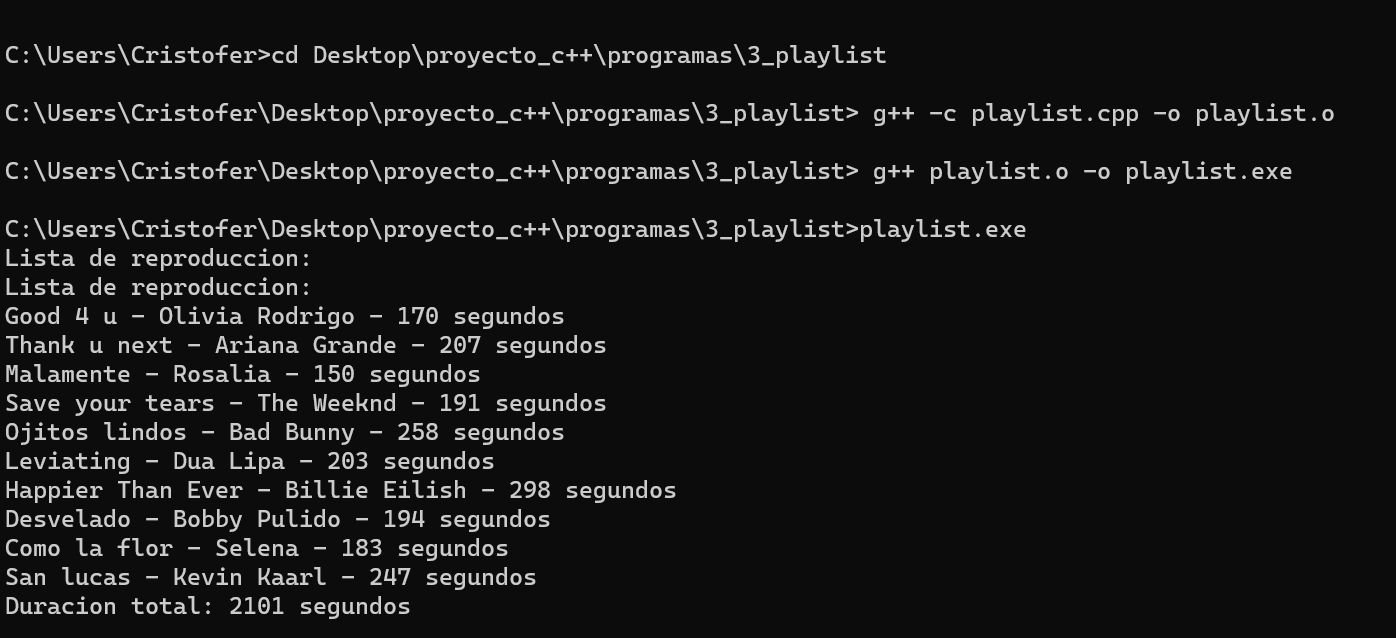 C:\Users\Cristofer>cd Desktop\proyecto_c++\programas\3_playlist
C:\Users\Cristofer\Desktop\proyecto_c++\programas\3_playlist> g++ -c playlist.cpp -o playlist.o
C:\Users\Cristofer\Desktop\proyecto_c++\programas\3_playlist> g++ playlist.o -o playlist.exe
C:\Users\Cristofer\Desktop\proyecto_c++\programas\3_playlist>playlist.exe
Lista de reproduccion:
Lista de reproduccion:
Good 4 u - Olivia Rodrigo - 170 segundos
Thank u next - Ariana Grande - 207 segundos
Malamente - Rosalia - 150 segundos
Save your tears - The Weeknd - 191 segundos
Ojitos lindos - Bad Bunny - 258 segundos
Leviating - Dua Lipa - 203 segundos
Happier Than Ever - Billie Eilish - 298 segundos
Desvelado - Bobby Pulido - 194 segundos
Como la flor - Selena - 183 segundos
San lucas - Kevin Kaarl - 247 segundos
Duracion total: 2101 segundos